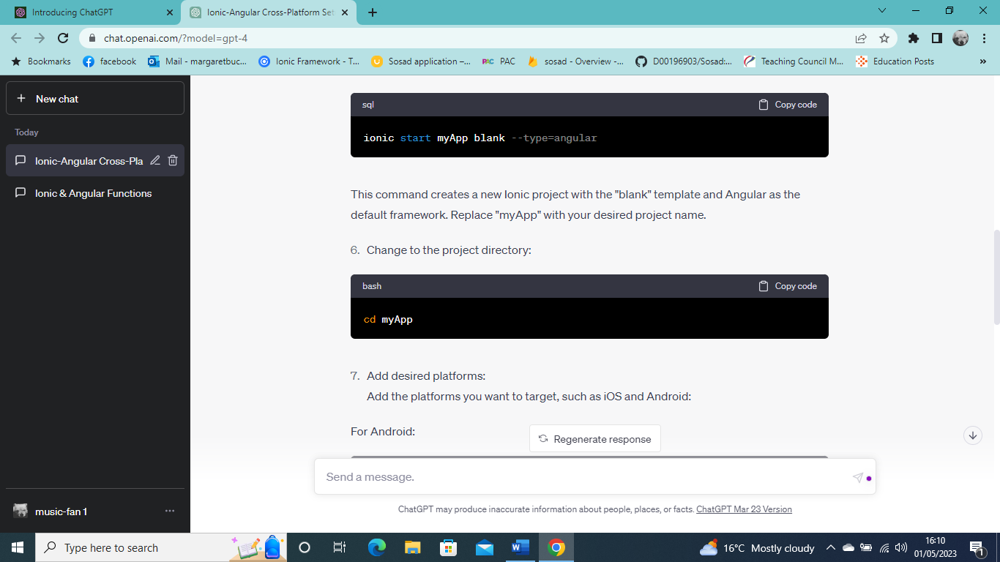 Introducing ChatGPT
Ionic-Angular Cross-Platform Set
chat.openai.com/?model=gpt-4
Bookmarks
facebook
Mail - margaretbuc...
Ionic Framework - T...
Sosad application –...
PAC PAC
sosad - Overview -...
D00196903/Sosad:...
Teaching Council M...
Education Posts
»
+ New chat
Today
Ionic-Angular Cross-Pla
Ionic & Angular Functions
music-fan 1
sql
Copy code
ionic start myApp blank --type=angular
This command creates a new Ionic project with the "blank" template and Angular as the
default framework. Replace "myApp" with your desired project name.
6. Change to the project directory:
bash
Copy code
cd myApp
7. Add desired platforms:
Add the platforms you want to target, such as iOS and Android:
For Android:
Regenerate response
Send a message.
ChatGPT may produce inaccurate information about people, places, or facts. ChatGPT Mar 23 Version
Type here to search
16°C Mostly cloudy
16:10
01/05/2023
1